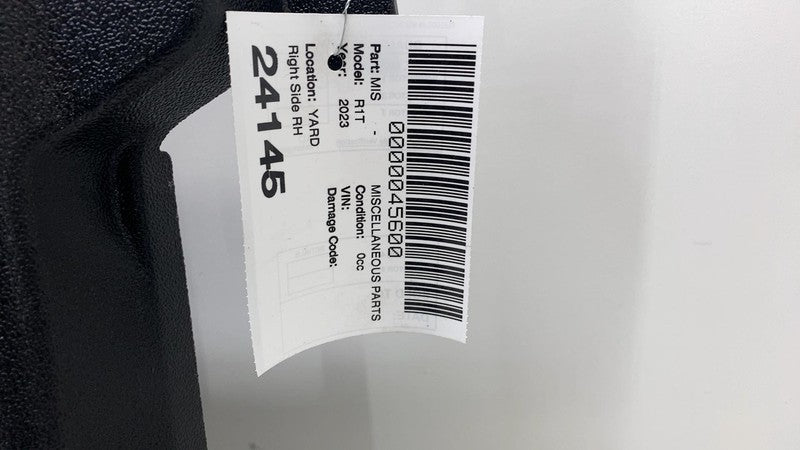 0000045600
Part: MIS - MISCELLANEOUS PARTS
Model: R1T Condition: 0cc
Year: 2023 VIN:
Damage Code:
Location: YARD
Right Side RH
24145